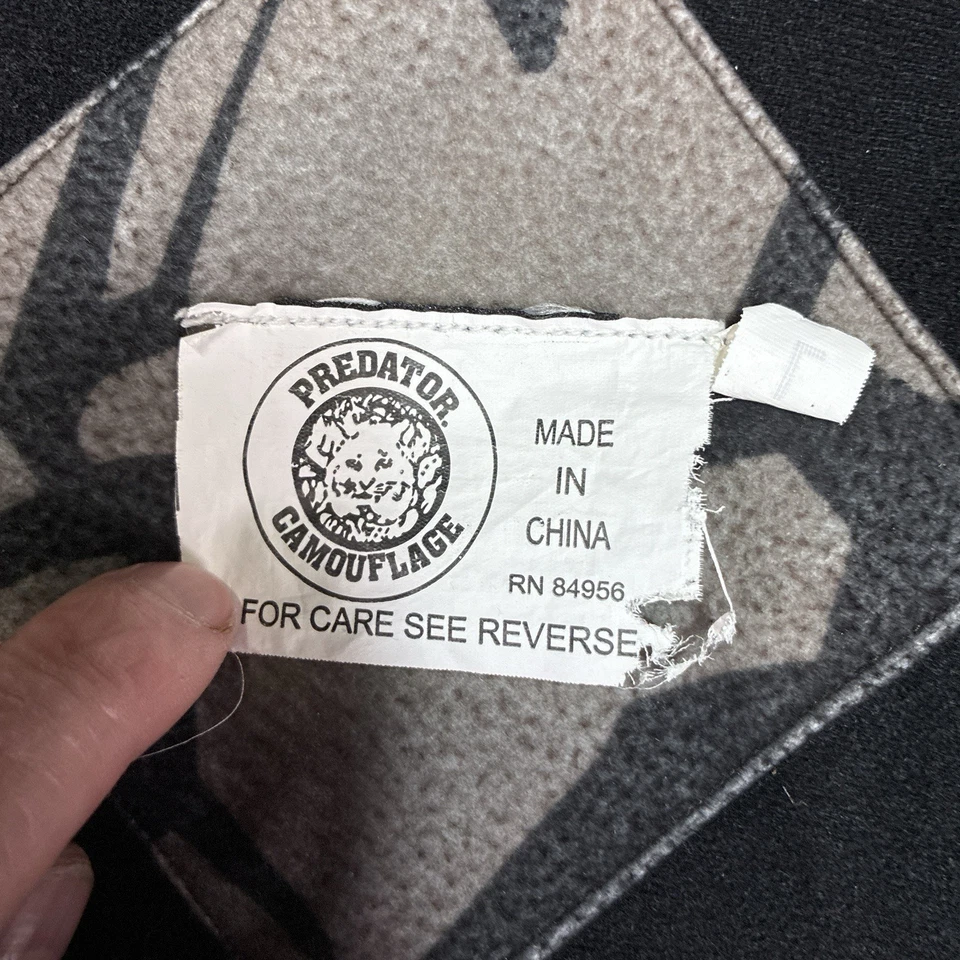 PREDATOR.
CAMOUFLAGE
MADE
IN
CHINA
RN 84956
FOR CARE SEE REVERSE
L